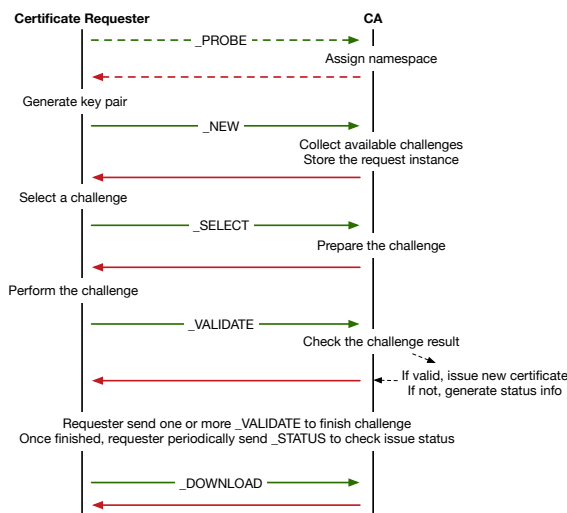 Certificate Requester
CA
_PROBE
Assign namespace
Generate key pair
_NEW
Collect available challenges
Store the request instance
Select a challenge
_SELECT
Prepare the challenge
Perform the challenge
_VALIDATE
Check the challenge result
If valid, issue new certificate
If not, generate status info
Requester send one or more _VALIDATE to finish challenge
Once finished, requester periodically send _STATUS to check issue status
_DOWNLOAD